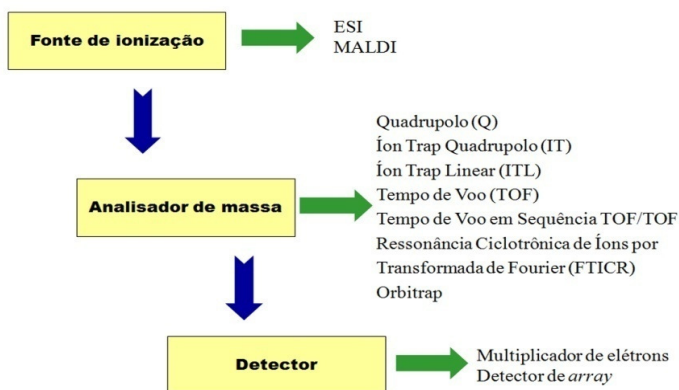 Fonte de ionização
ESI
MALDI
Quadrupolo (Q)
Íon Trap Quadrupolo (IT)
Íon Trap Linear (ITL)
Analisador de massa
Tempo de Voo (TOF)
Tempo de Voo em Sequência TOF/TOF
Ressonância Ciclotrônica de Íons por
Transformada de Fourier (FTICR)
Orbitrap
Detector
Multiplicador de elétrons
Detector de array